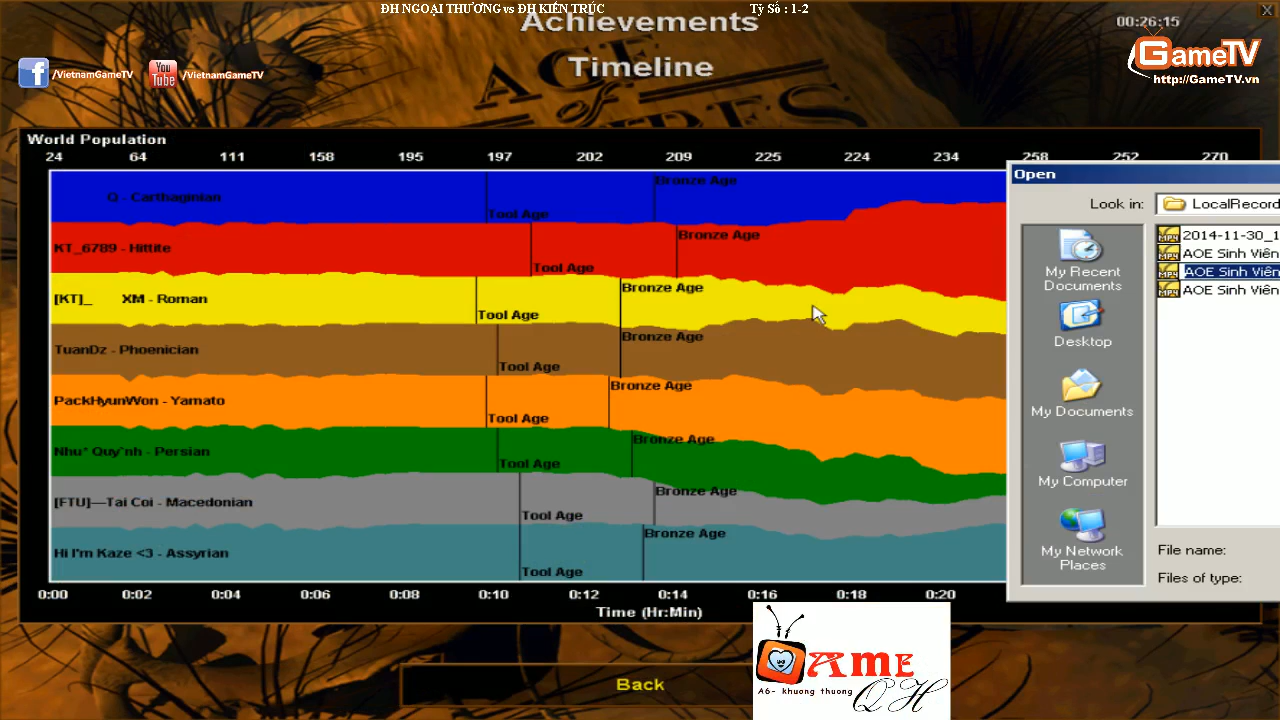 ĐH NGOẠI THƯƠNG vs ĐH KIẾN TRÚC
Tỷ Số : 1-2
Achievements
00:26:15
Timeline
/VietnamGameTV
You Tube
/VietnamGameTV
GameTV
http://GameTV.vn
AGE
of
World Population
24 64 111 158 195 197 202 209 225 224 234 258 252 270
Q - Carthaginian
Tool Age
Bronze Age
KT_6789 - Hittite
Tool Age
Bronze Age
[KT]_ XM - Roman
Tool Age
Bronze Age
TuanDz - Phoenician
Tool Age
Bronze Age
PackHyunWon - Yamato
Tool Age
Bronze Age
Nhu* Quy`nh - Persian
Tool Age
Bronze Age
[FTU]—Tai Coi - Macedonian
Tool Age
Bronze Age
Hi I'm Kaze <3 - Assyrian
Tool Age
Bronze Age
0:00 0:02 0:04 0:06 0:08 0:10 0:12 0:14 0:16 0:18 0:20
Time (Hr:Min)
Back
Open
Look in:
LocalRecord
My Recent Documents
Desktop
My Documents
My Computer
My Network Places
2014-11-30_1
AOE Sinh Viên
AOE Sinh Viên
AOE Sinh Viên
File name:
Files of type:
GAME
A6- khuong thuong
QH